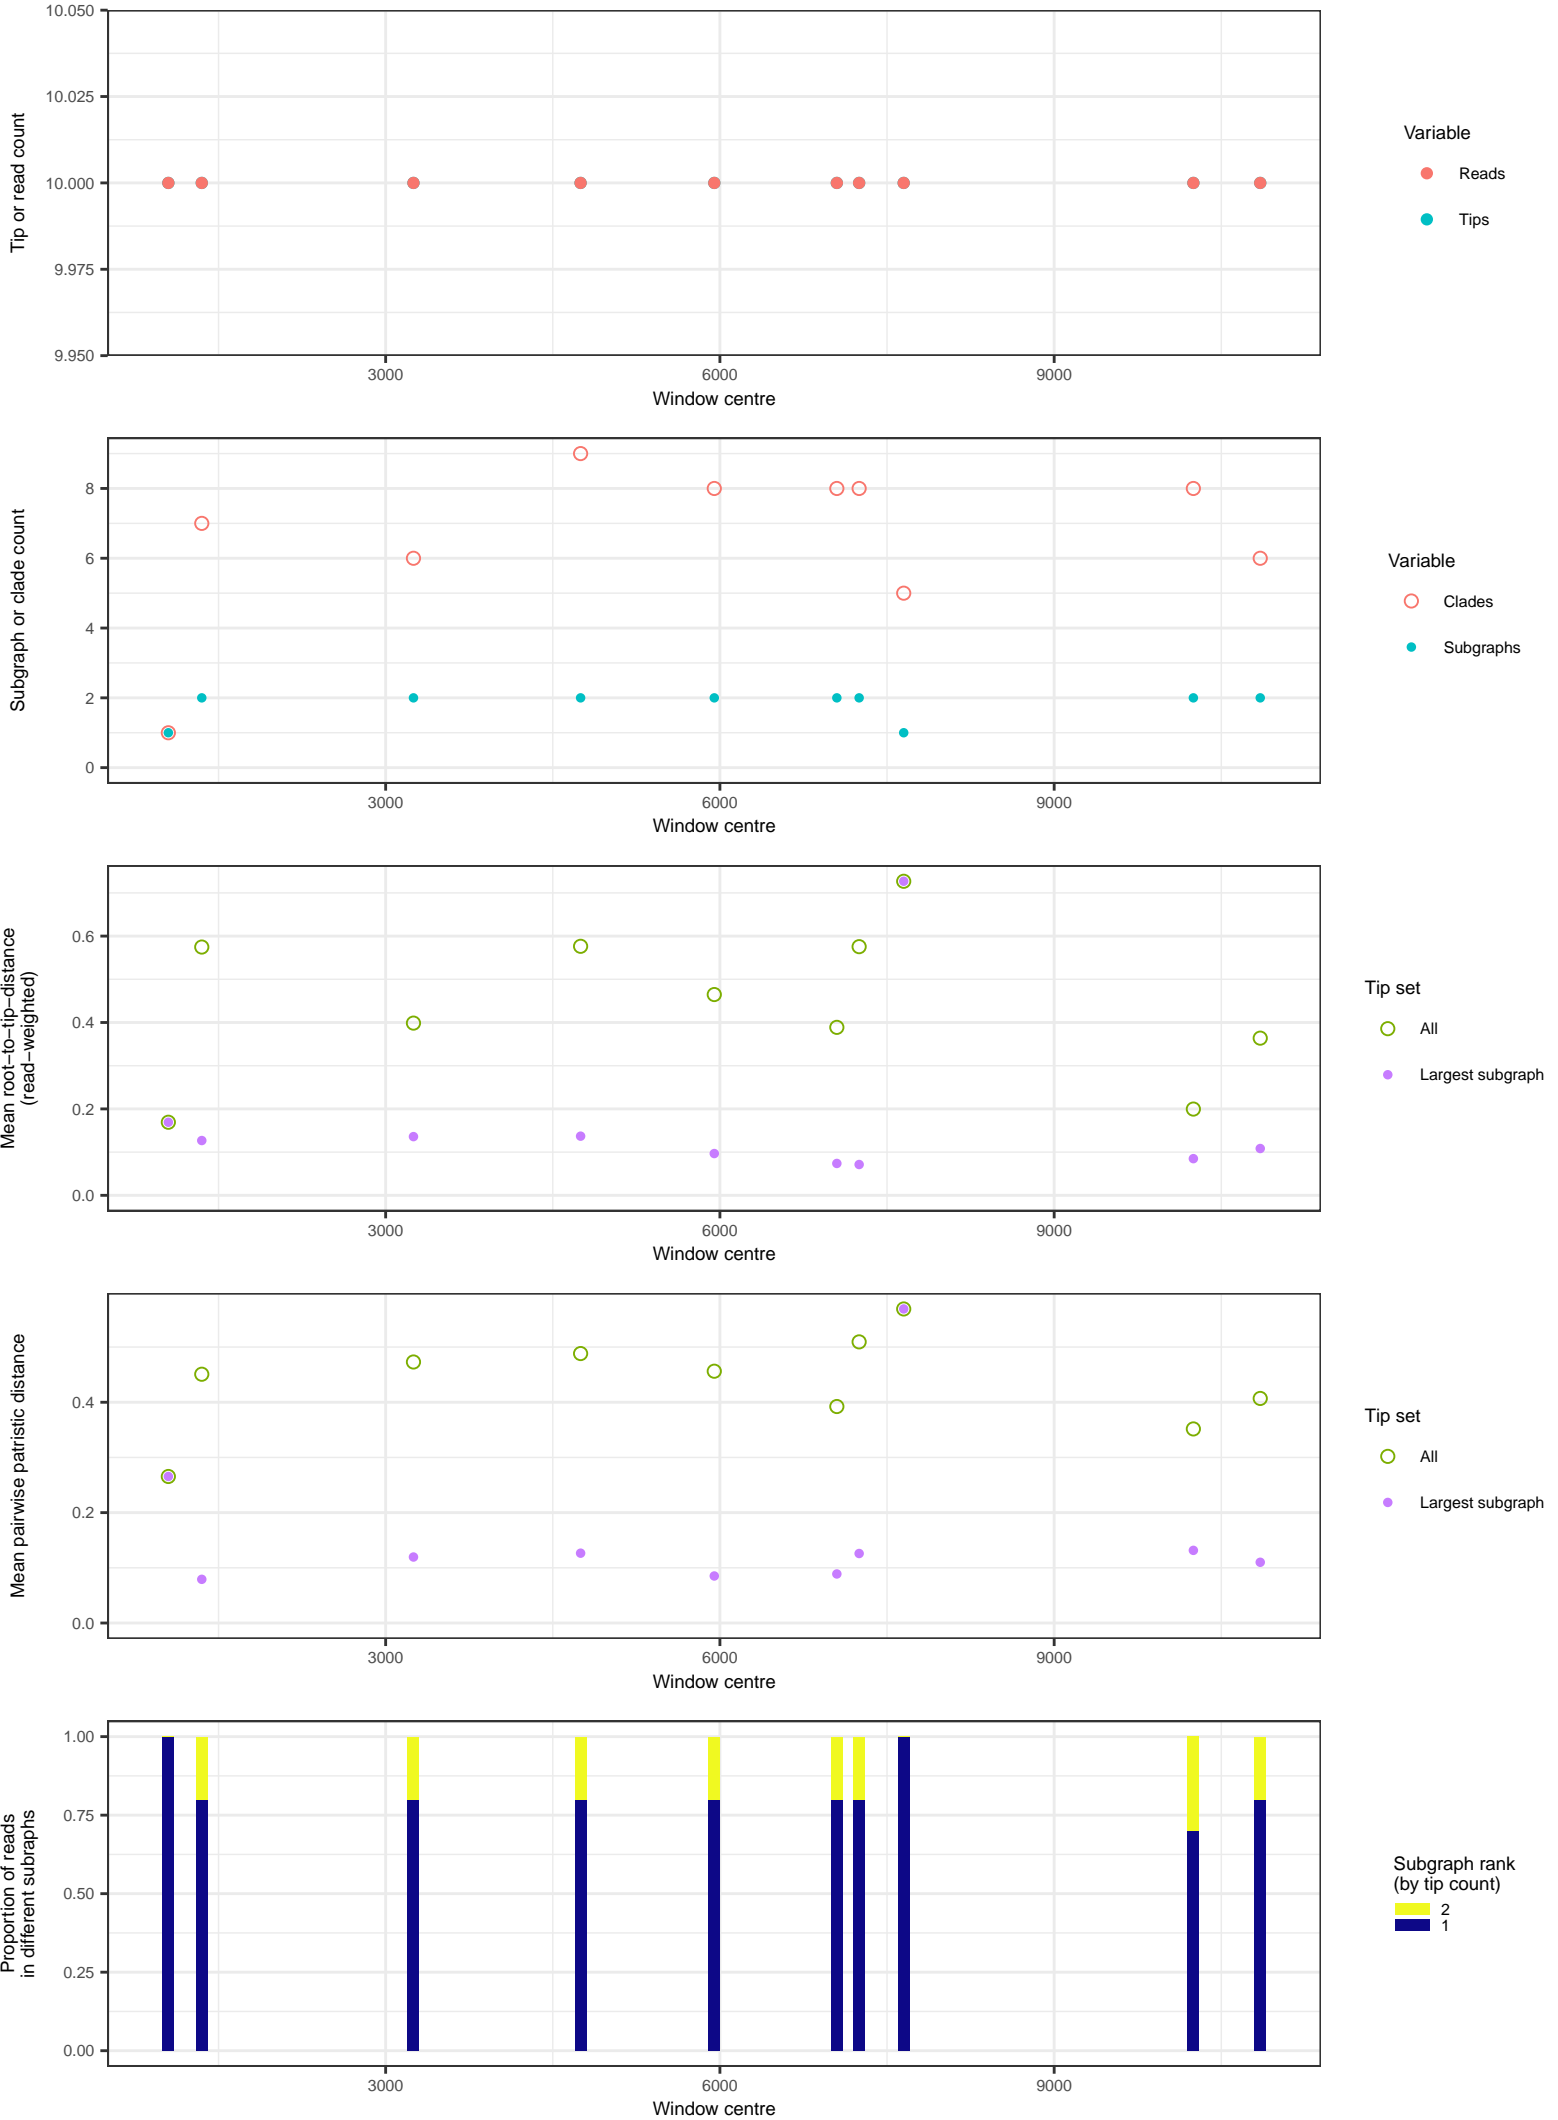 10.050
10.025
10.000
9.975
9.950
Tip or read count
3000
6000
9000
Window centre
Variable
Reads
Tips
8
6
4
2
0
Subgraph or clade count
3000
6000
9000
Window centre
Variable
Clades
Subgraphs
0.6
0.4
0.2
0.0
Mean root−to−tip−distance
(read−weighted)
3000
6000
9000
Window centre
Tip set
All
Largest subgraph
0.4
0.2
0.0
Mean pairwise patristic distance
3000
6000
9000
Window centre
Tip set
All
Largest subgraph
1.00
0.75
0.50
0.25
0.00
Proportion of reads
in different subraphs
3000
6000
9000
Window centre
Subgraph rank
(by tip count)
2
1